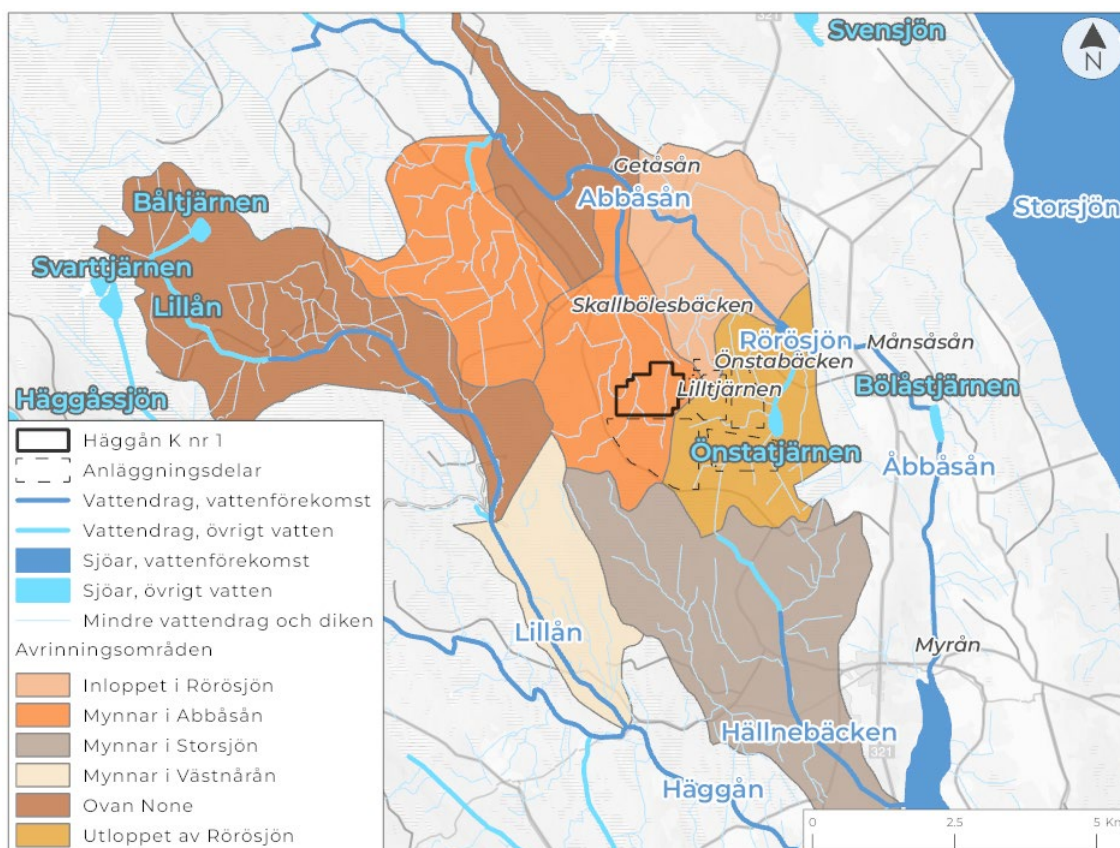 321
Svensjön
N
Getåsån
Båltjärnen
Abbåsån
Storsjön
Svarttjärnen
Lillån
Skallbölesbäcken
Rörösjön
Månsåsån
Önstabäcken
Lilltjärnen
Bölåstjärnen
Häggåssjön
Önstatjärnen
Åbbåsån
Lillån
Myrån
Hällnebäcken
321
Häggån
Häggån K nr 1
Anläggningsdelar
Vattendrag, vattenförekomst
Vattendrag, övrigt vatten
Sjöar, vattenförekomst
Sjöar, övrigt vatten
Mindre vattendrag och diken
Avrinningsområden
Inloppet i Rörösjön
Mynnar i Abbåsån
Mynnar i Storsjön
Mynnar i Västnårån
Ovan None
Utloppet av Rörösjön
0 2.5 5 Km